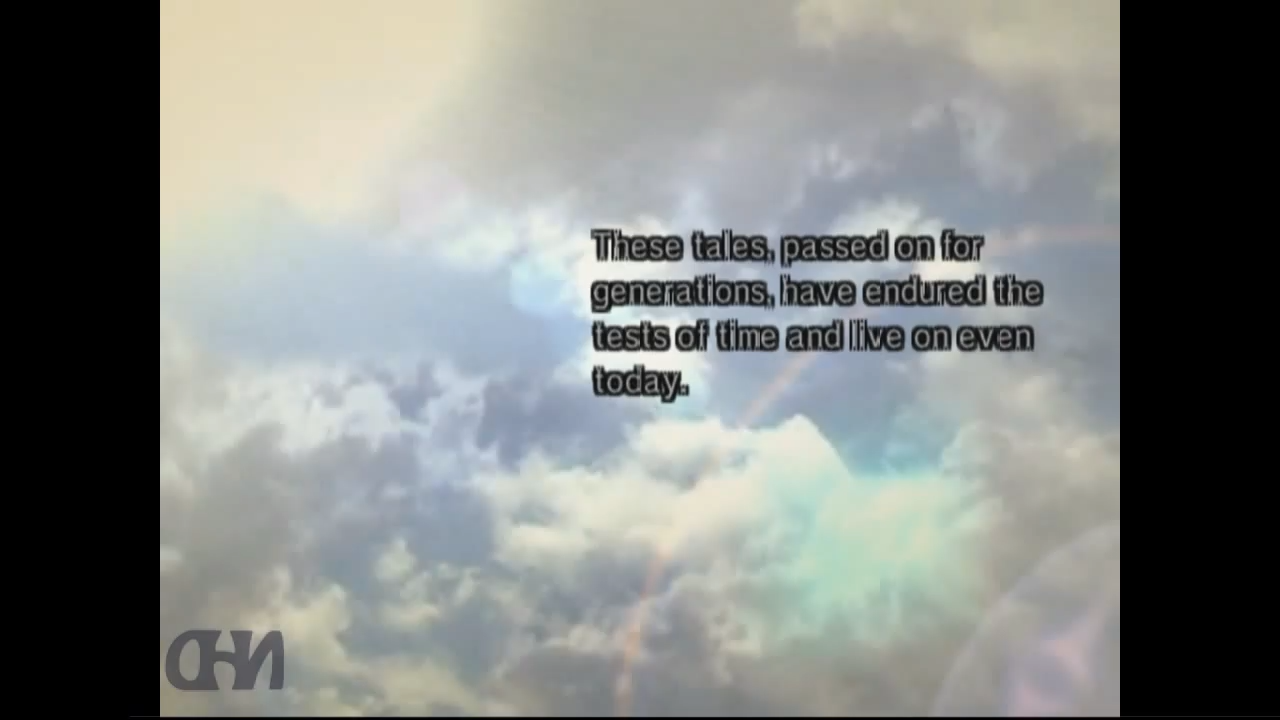 These tales, passed on for
generations, have endured the
tests of time and live on even
today.